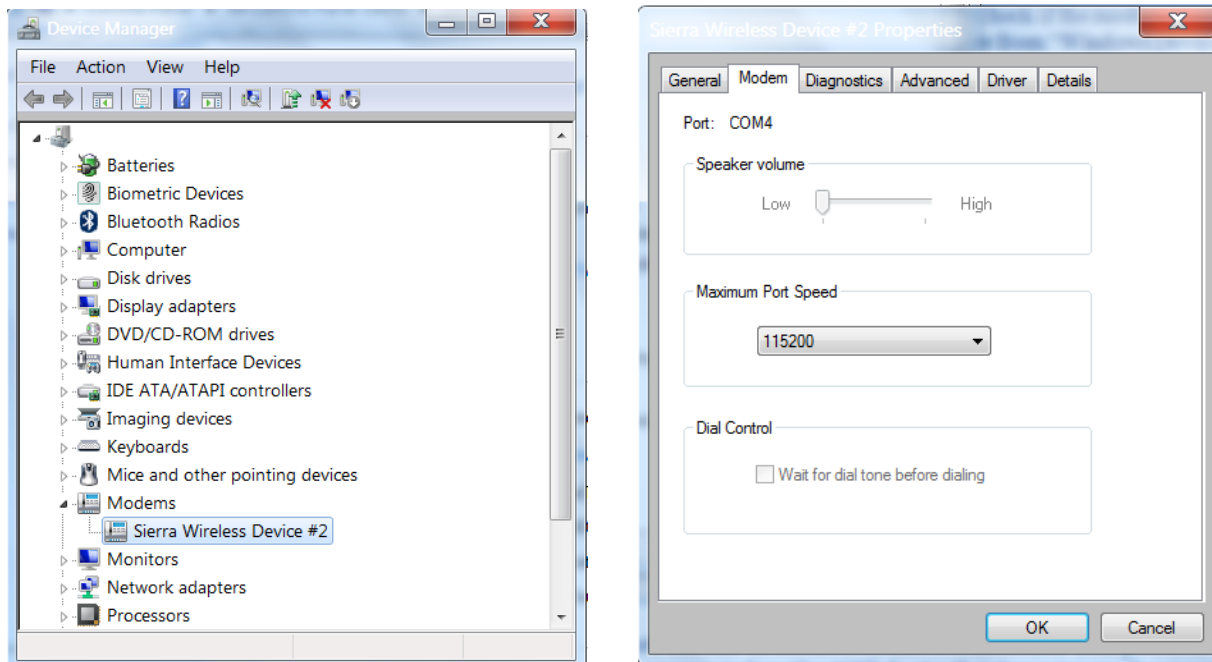 Device Manager
File Action View Help
Batteries
Biometric Devices
Bluetooth Radios
Computer
Disk drives
Display adapters
DVD/CD-ROM drives
Human Interface Devices
IDE ATA/ATAPI controllers
Imaging devices
Keyboards
Mice and other pointing devices
Modems
Sierra Wireless Device #2
Monitors
Network adapters
Processors
Sierra Wireless Device #2 Properties
General Modem Diagnostics Advanced Driver Details
Port: COM4
Speaker volume
Low High
Maximum Port Speed
115200
Dial Control
Wait for dial tone before dialing
OK Cancel